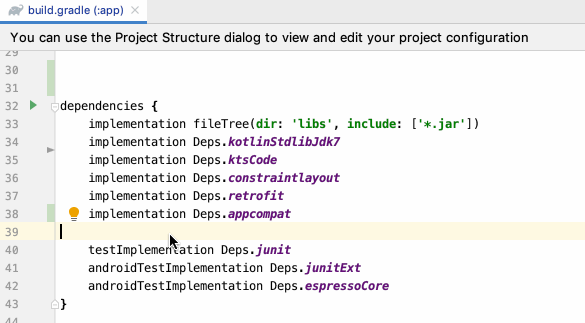 build.gradle (:app)
You can use the Project Structure dialog to view and edit your project configuration
29
30
31
32 dependencies {
33 implementation fileTree(dir: 'libs', include: ['*.jar'])
34 implementation Deps.kotlinStdlibJdk7
35 implementation Deps.ktsCode
36 implementation Deps.constraintlayout
37 implementation Deps.retrofit
38 implementation Deps.appcompat
39
40 testImplementation Deps.junit
41 androidTestImplementation Deps.junitExt
42 androidTestImplementation Deps.espressoCore
43 }
44